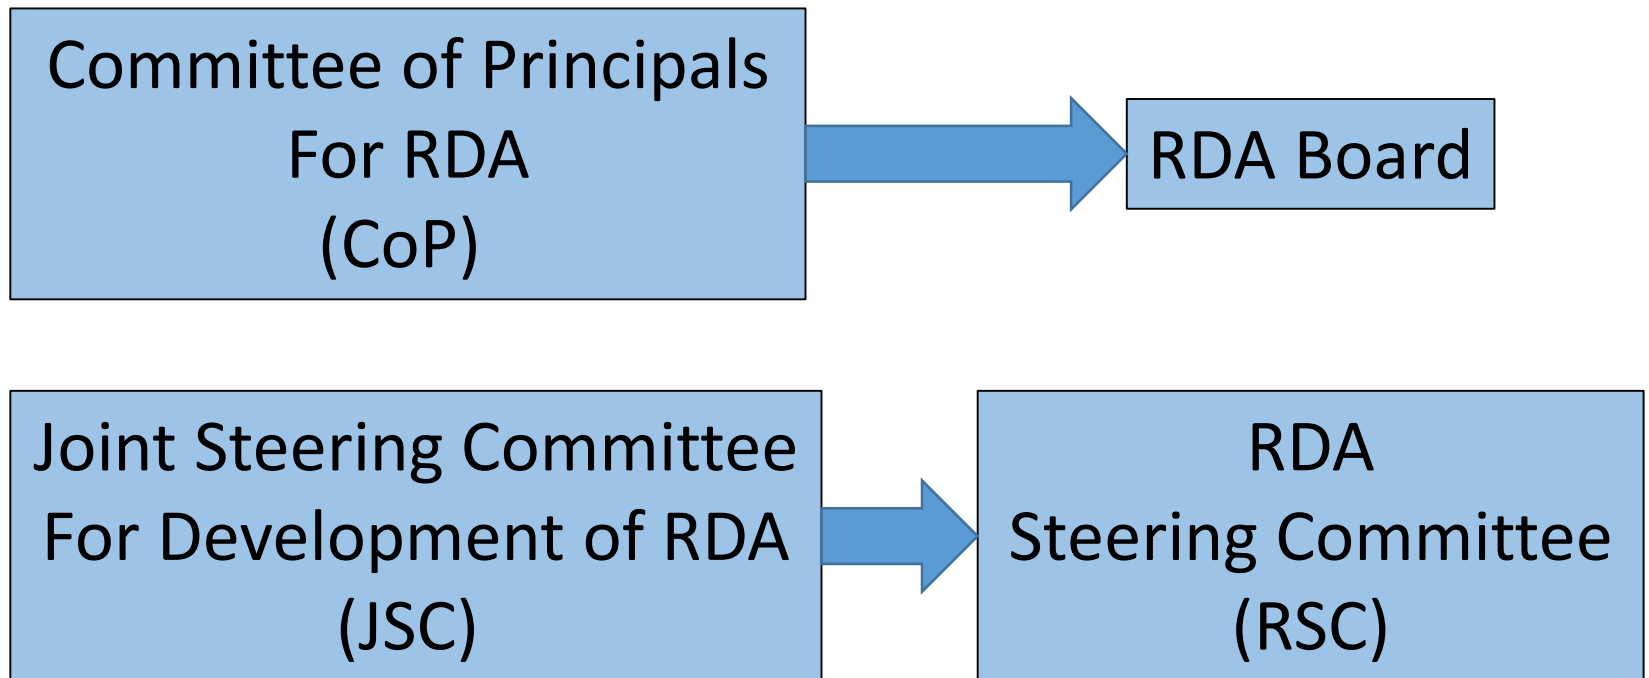 Committee of Principals
For RDA
(CoP)
RDA Board
Joint Steering Committee
For Development of RDA
(JSC)
RDA
Steering Committee
(RSC)